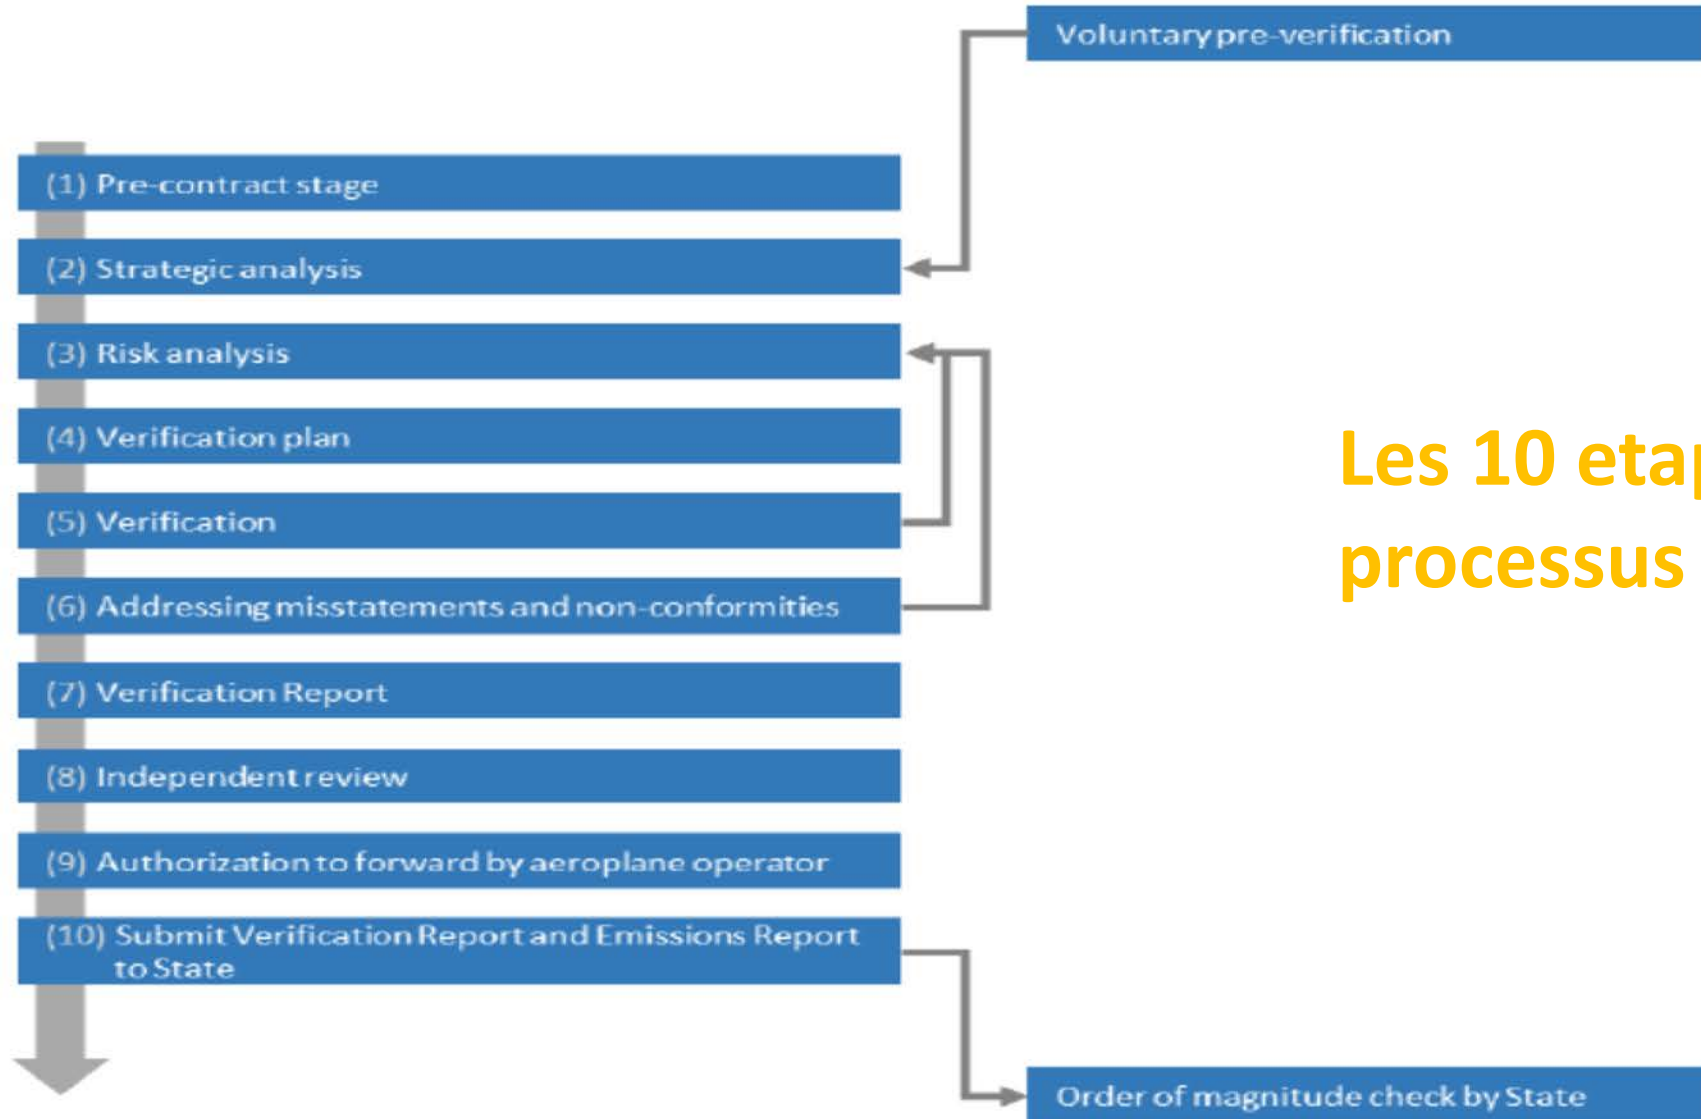 Voluntary pre-verification
(1) Pre-contract stage
(2) Strategic analysis
(3) Risk analysis
(4) Verification plan
(5) Verification
(6) Addressing misstatements and non-conformities
(7) Verification Report
(8) Independent review
(9) Authorization to forward by aeroplane operator
(10) Submit Verification Report and Emissions Report
to State
Les 10
processus
Order of magnitude check by State